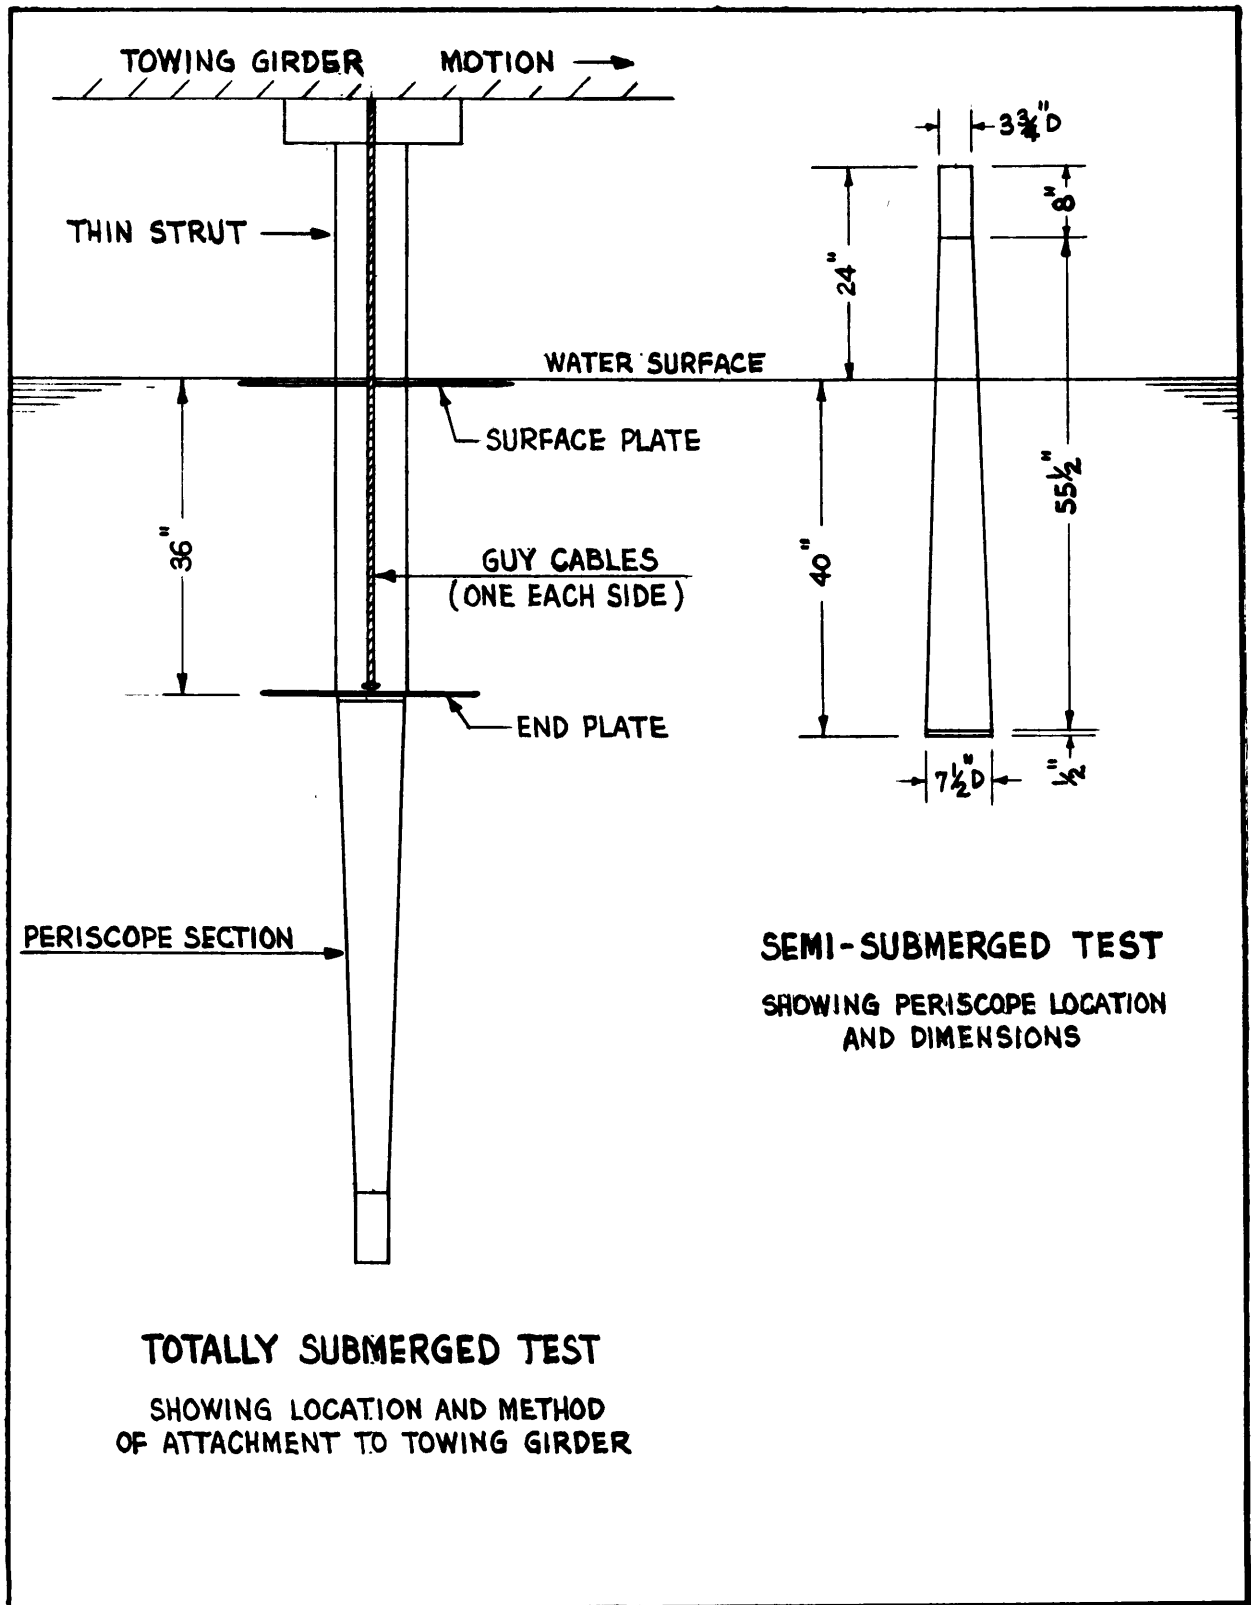 TOWING GIRDER MOTION
3¾"D
8"
THIN STRUT
24"
WATER SURFACE
SURFACE PLATE
55½"
36"
40"
GUY CABLES
(ONE EACH SIDE)
END PLATE
7½"D
½"
PERISCOPE SECTION
SEMI-SUBMERGED TEST
SHOWING PERISCOPE LOCATION
AND DIMENSIONS
TOTALLY SUBMERGED TEST
SHOWING LOCATION AND METHOD
OF ATTACHMENT TO TOWING GIRDER